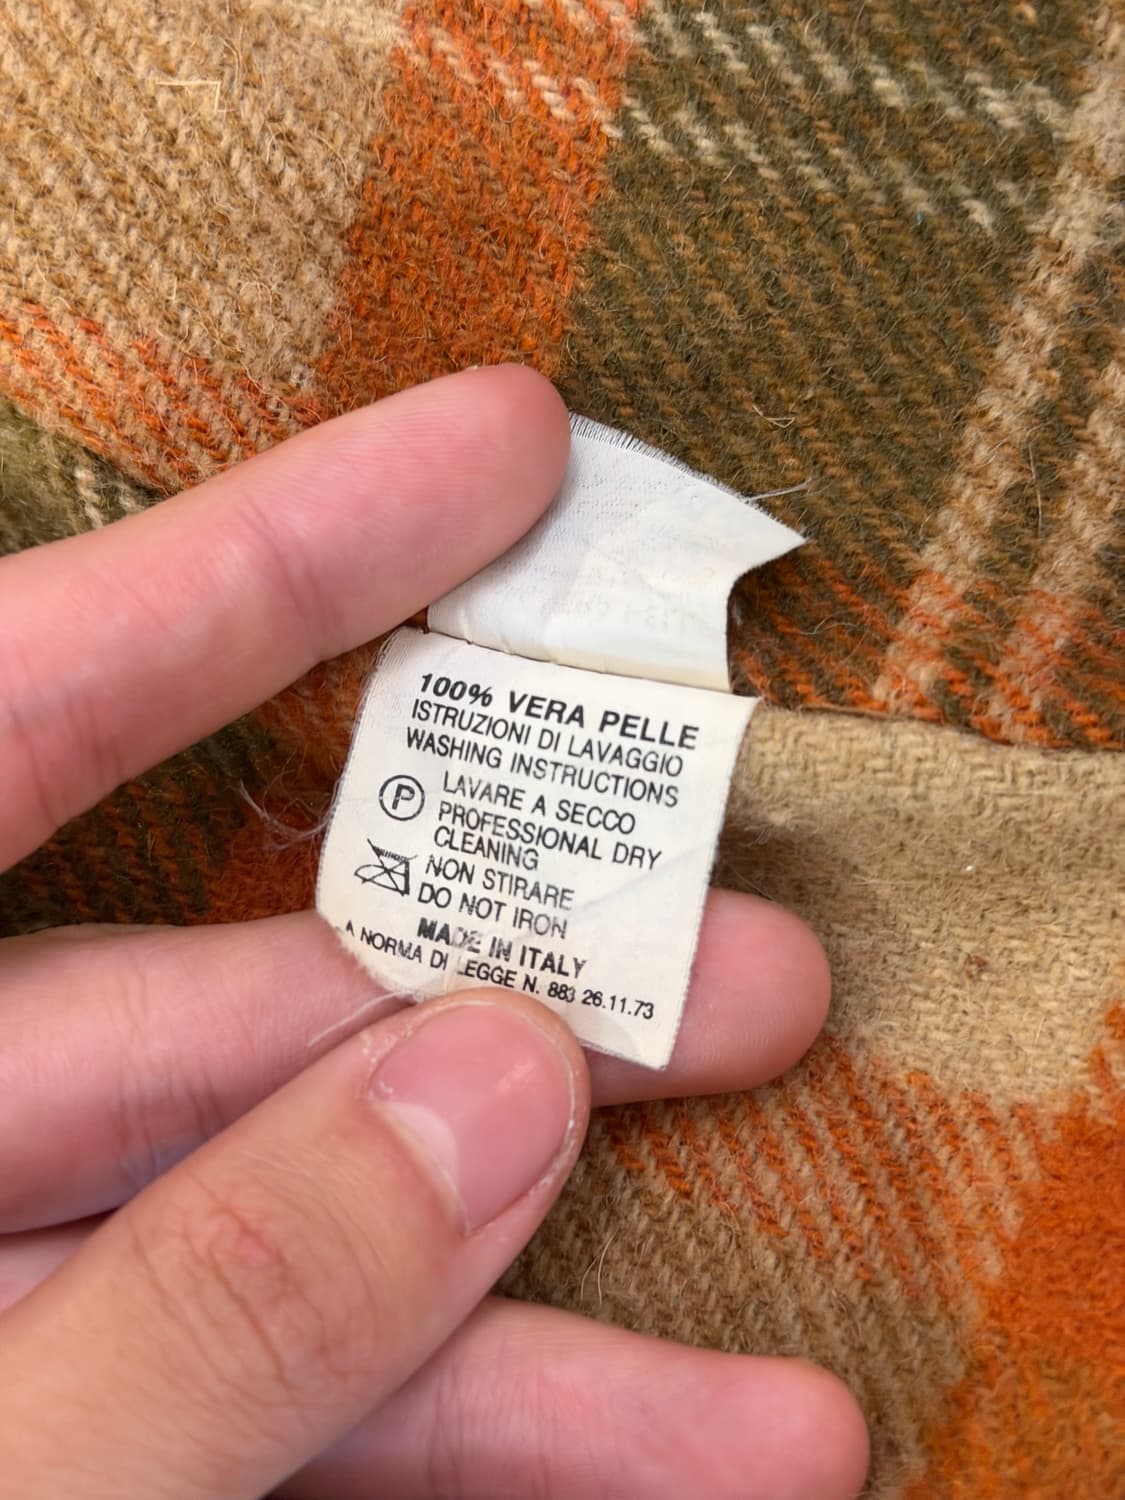 100% VERA PELLE
ISTRUZIONI DI LAVAGGIO
WASHING INSTRUCTIONS
P LAVARE A SECCO
PROFESSIONAL DRY
CLEANING
NON STIRARE
DO NOT IRON
MADE IN ITALY
A NORMA DI LEGGE N. 883 26.11.73